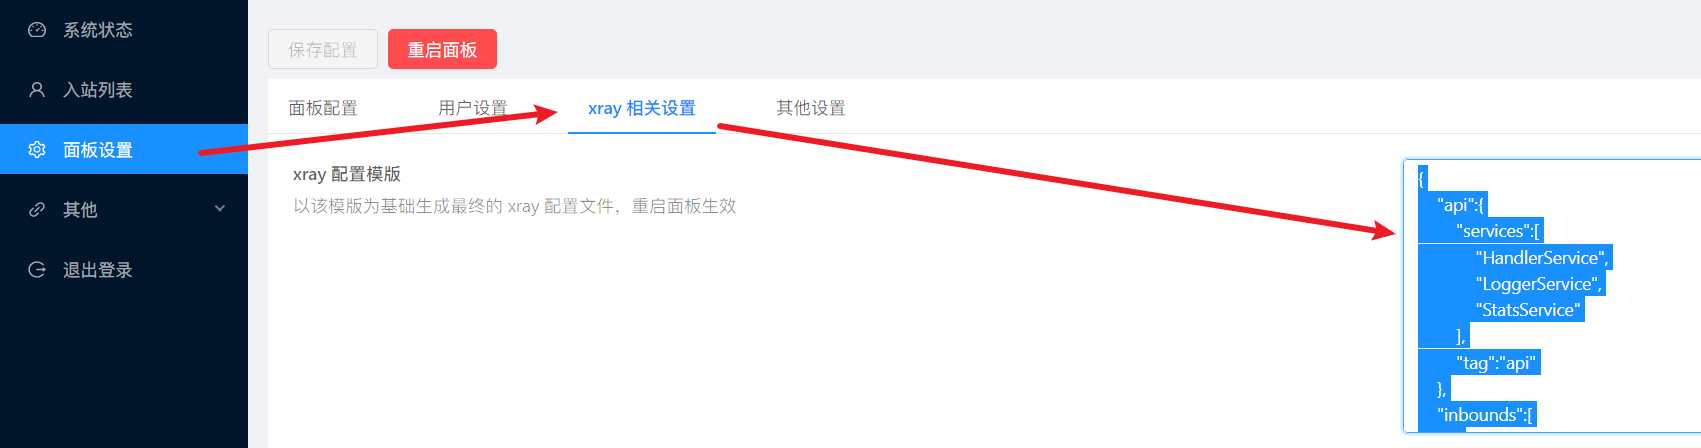 系统状态
入站列表
面板设置
其他
退出登录
保存配置
重启面板
面板配置
用户设置
xray 相关设置
其他设置
xray 配置模版
以该模版为基础生成最终的 xray 配置文件，重启面板生效
{
"api":{
"services":[
"HandlerService",
"LoggerService",
"StatsService"
],
"tag":"api"
},
"inbounds":[